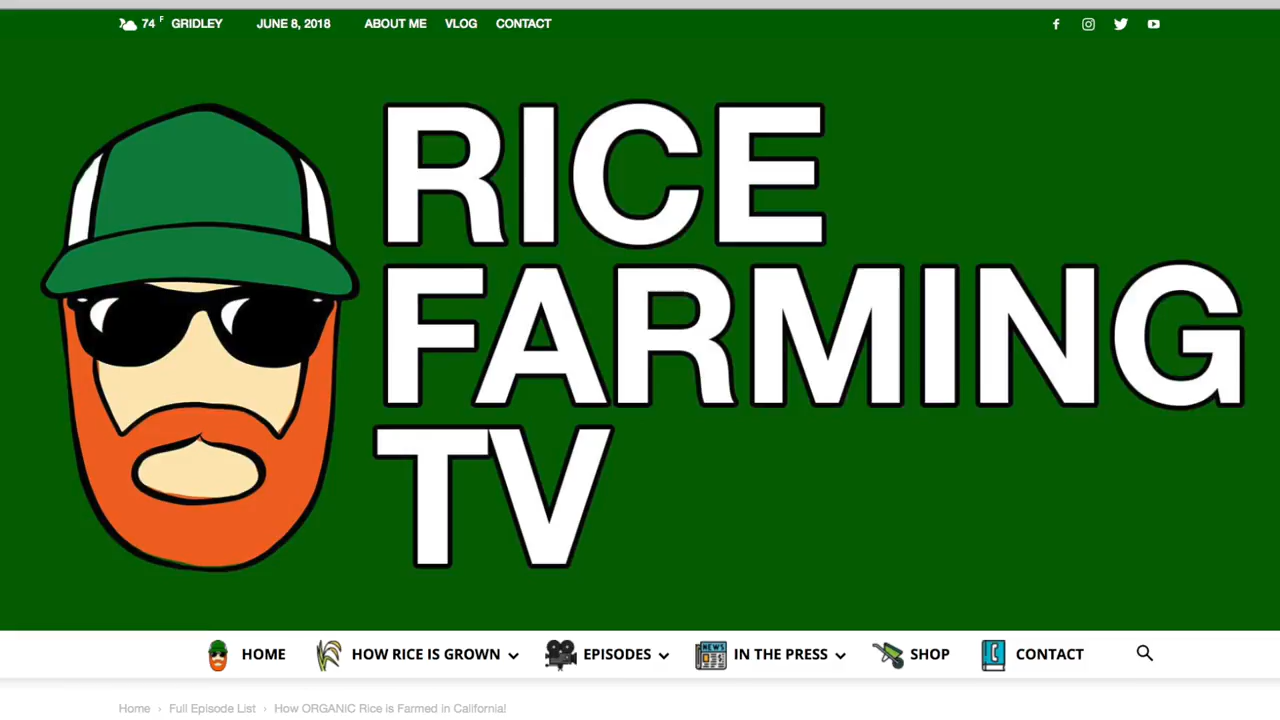 74 F GRIDLEY JUNE 8, 2018 ABOUT ME VLOG CONTACT
RICE
FARMING
TV
HOME HOW RICE IS GROWN EPISODES NEWS IN THE PRESS SHOP CONTACT
Home › Full Episode List › How ORGANIC Rice is Farmed in California!